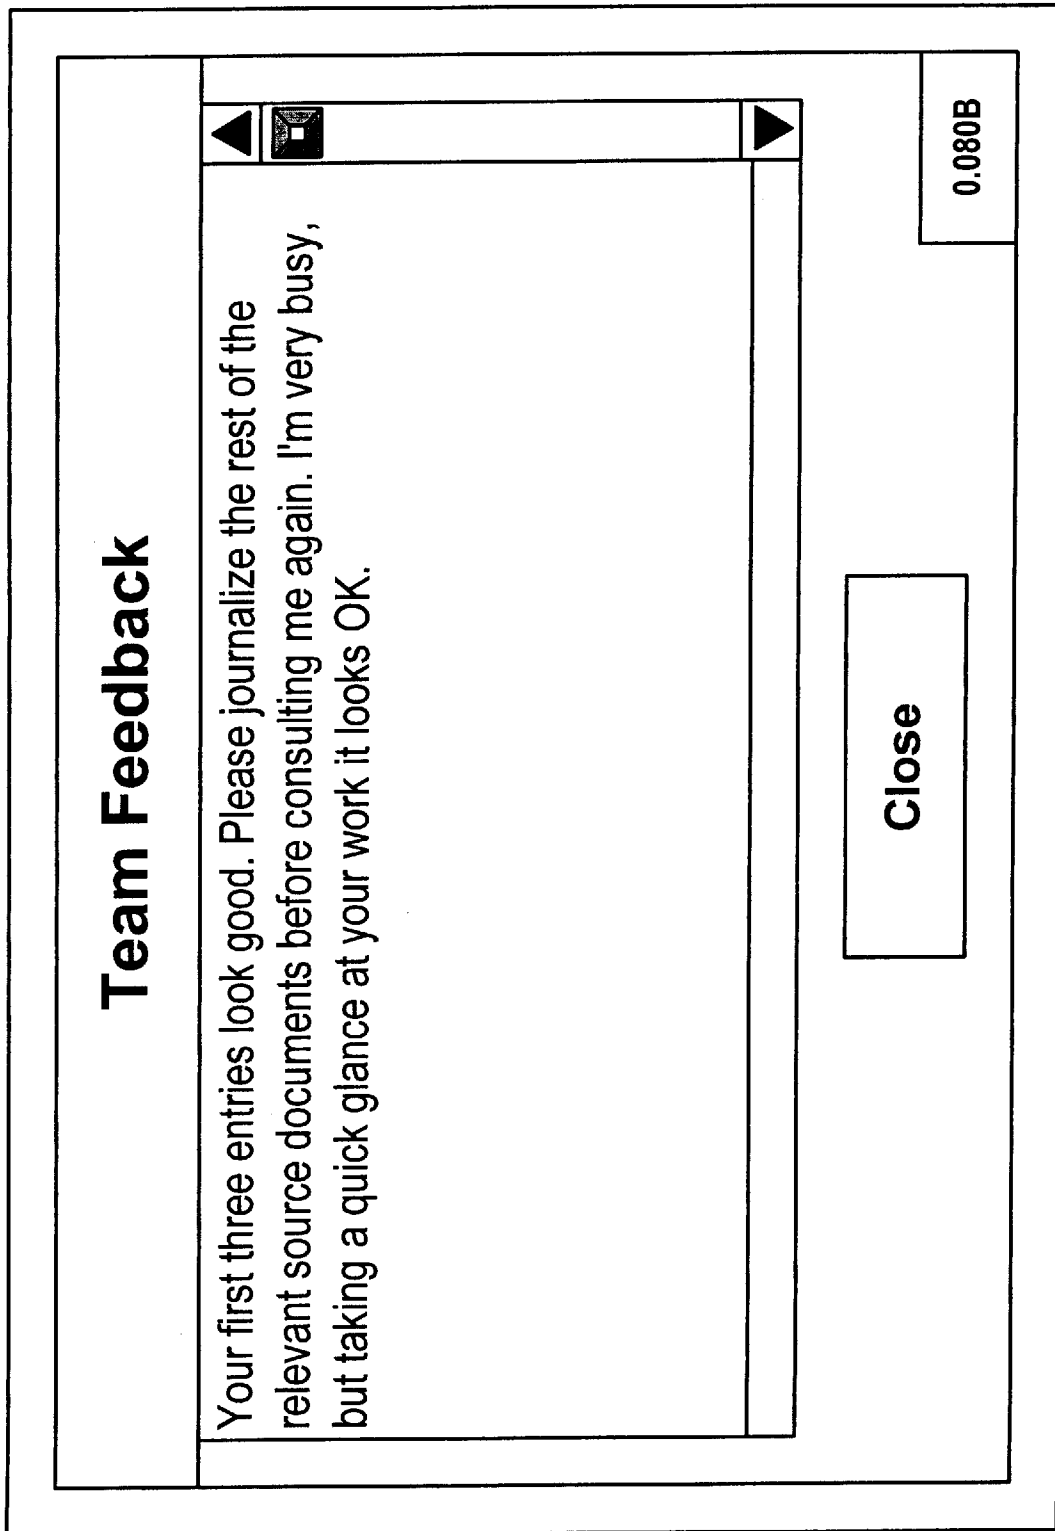 Team Feedback
Your first three entries look good. Please journalize the rest of the
relevant source documents before consulting me again. I'm very busy,
but taking a quick glance at your work it looks OK.
Close
0.080B